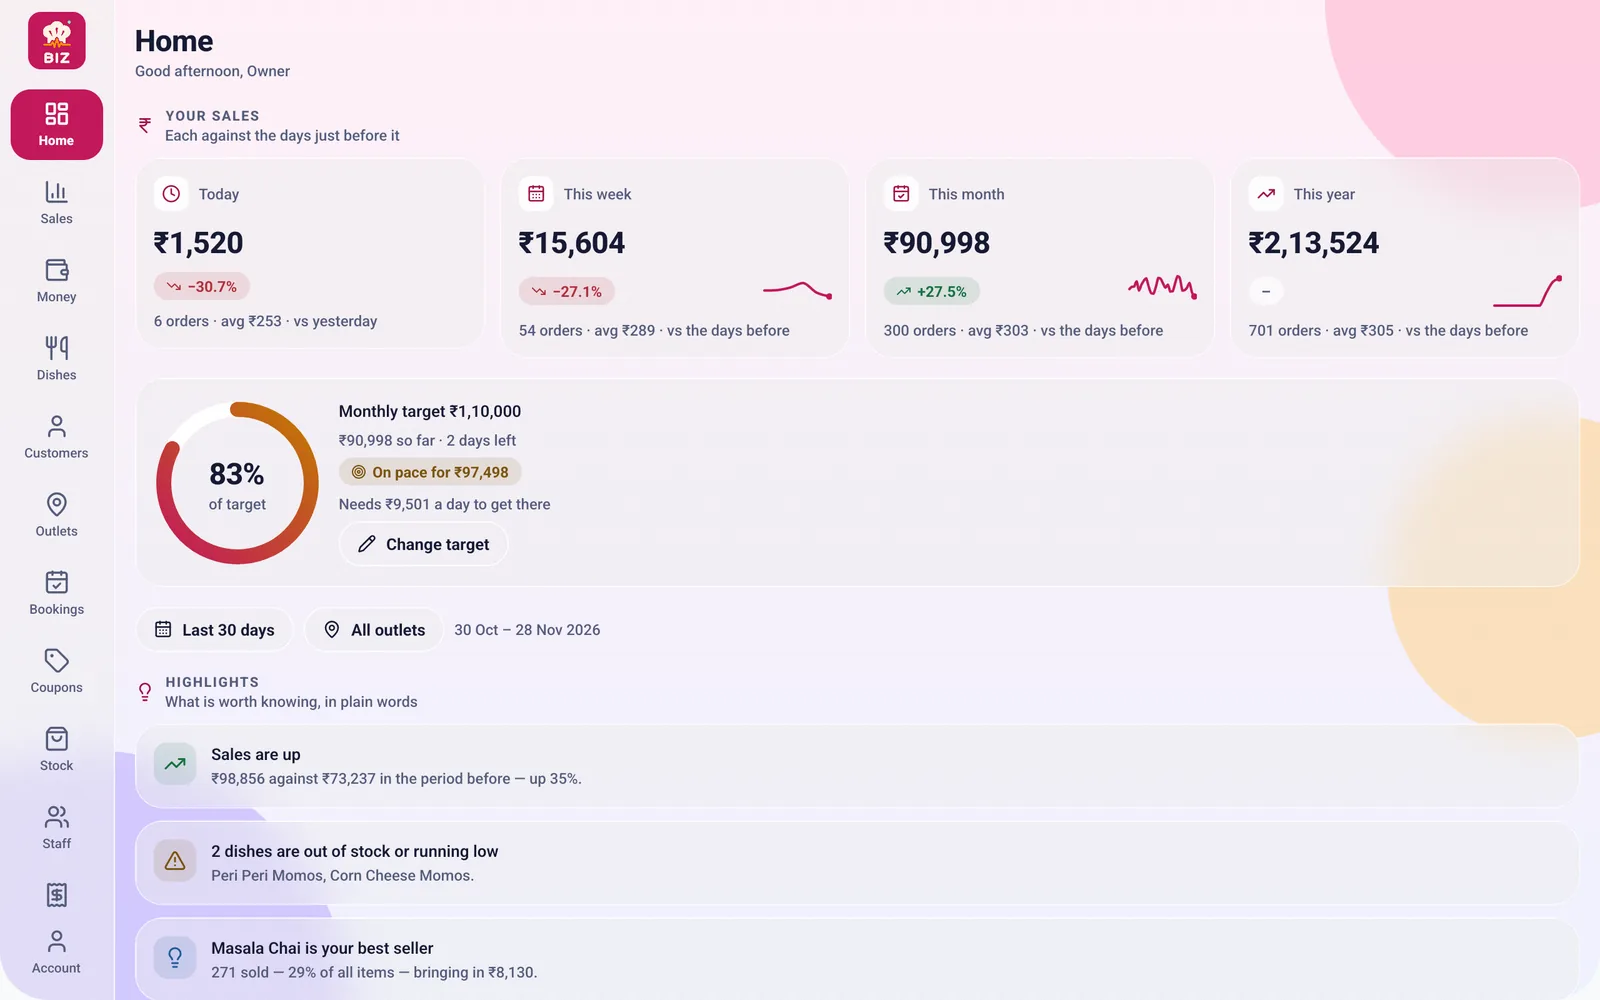 BIZ
Home
Sales
Money
Dishes
Customers
Outlets
Bookings
Coupons
Stock
Staff
Account
Home
Good afternoon, Owner
YOUR SALES
Each against the days just before it
Today
₹1,520
−30.7%
6 orders · avg ₹253 · vs yesterday
This week
₹15,604
−27.1%
54 orders · avg ₹289 · vs the days before
This month
₹90,998
+27.5%
300 orders · avg ₹303 · vs the days before
This year
₹2,13,524
–
701 orders · avg ₹305 · vs the days before
83%
of target
Monthly target ₹1,10,000
₹90,998 so far · 2 days left
On pace for ₹97,498
Needs ₹9,501 a day to get there
Change target
Last 30 days
All outlets
30 Oct – 28 Nov 2026
HIGHLIGHTS
What is worth knowing, in plain words
Sales are up
₹98,856 against ₹73,237 in the period before — up 35%.
2 dishes are out of stock or running low
Peri Peri Momos, Corn Cheese Momos.
Masala Chai is your best seller
271 sold — 29% of all items — bringing in ₹8,130.